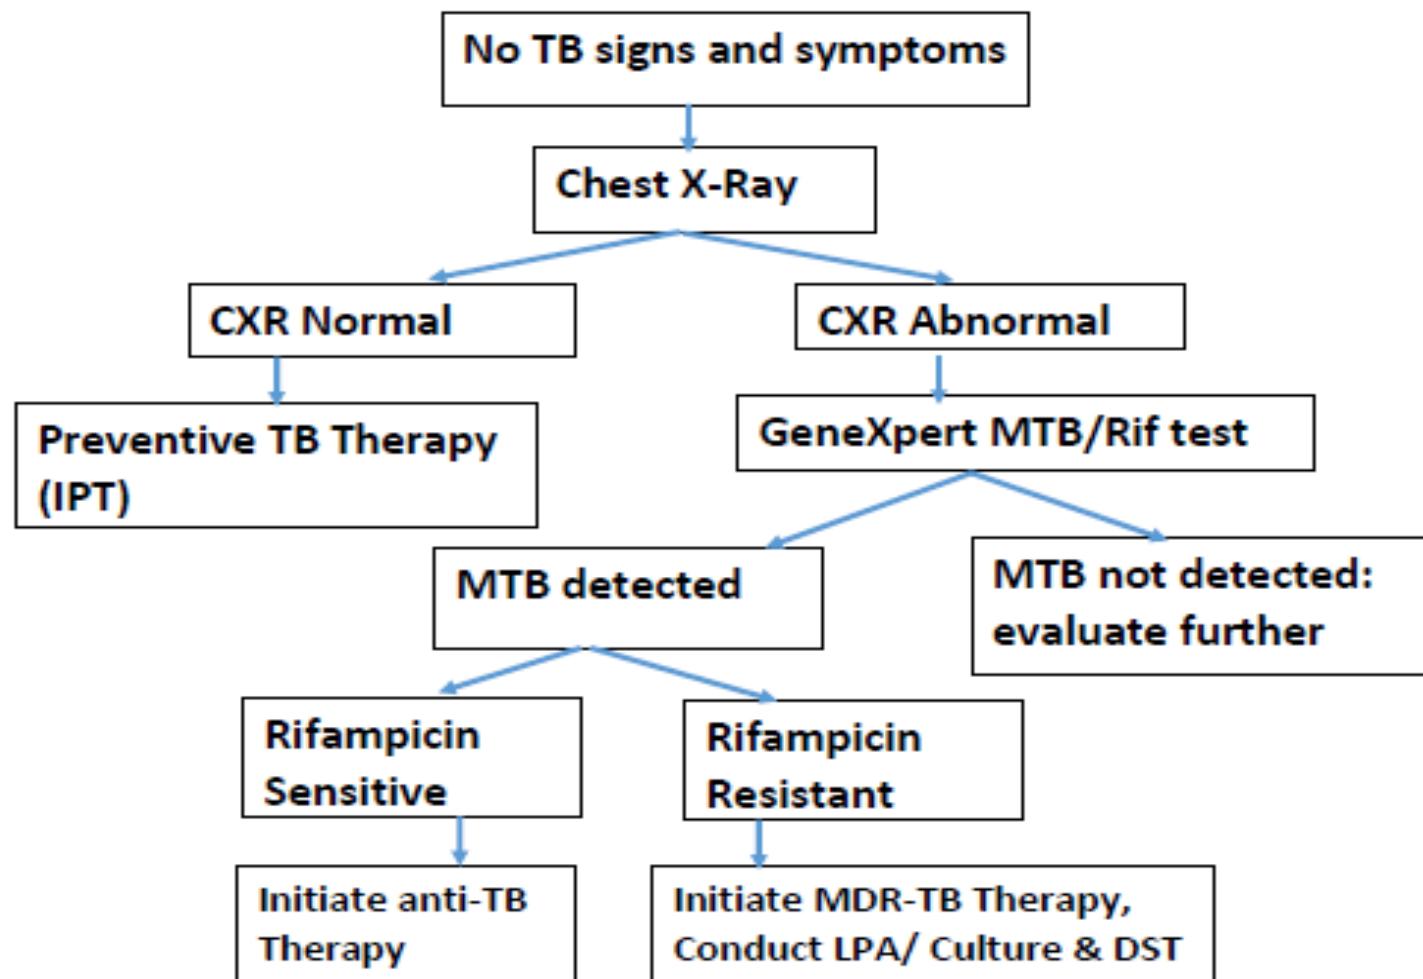 No TB signs and symptoms
Chest X-Ray
CXR Normal
CXR Abnormal
Preventive TB Therapy
(IPT)
GeneXpert MTB/Rif test
MTB detected
MTB not detected:
evaluate further
Rifampicin
Sensitive
Rifampicin
Resistant
Initiate anti-TB
Therapy
Initiate MDR-TB Therapy,
Conduct LPA/ Culture & DST